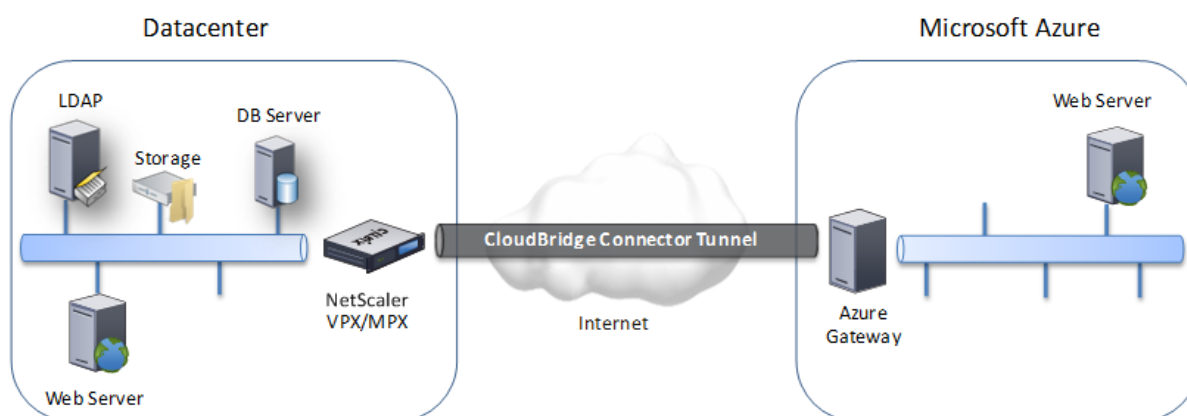 Datacenter
Microsoft Azure
LDAP
DB Server
Storage
Web Server
CITRIX
CloudBridge Connector Tunnel
NetScaler
VPX/MPX
Internet
Azure
Gateway
Web Server